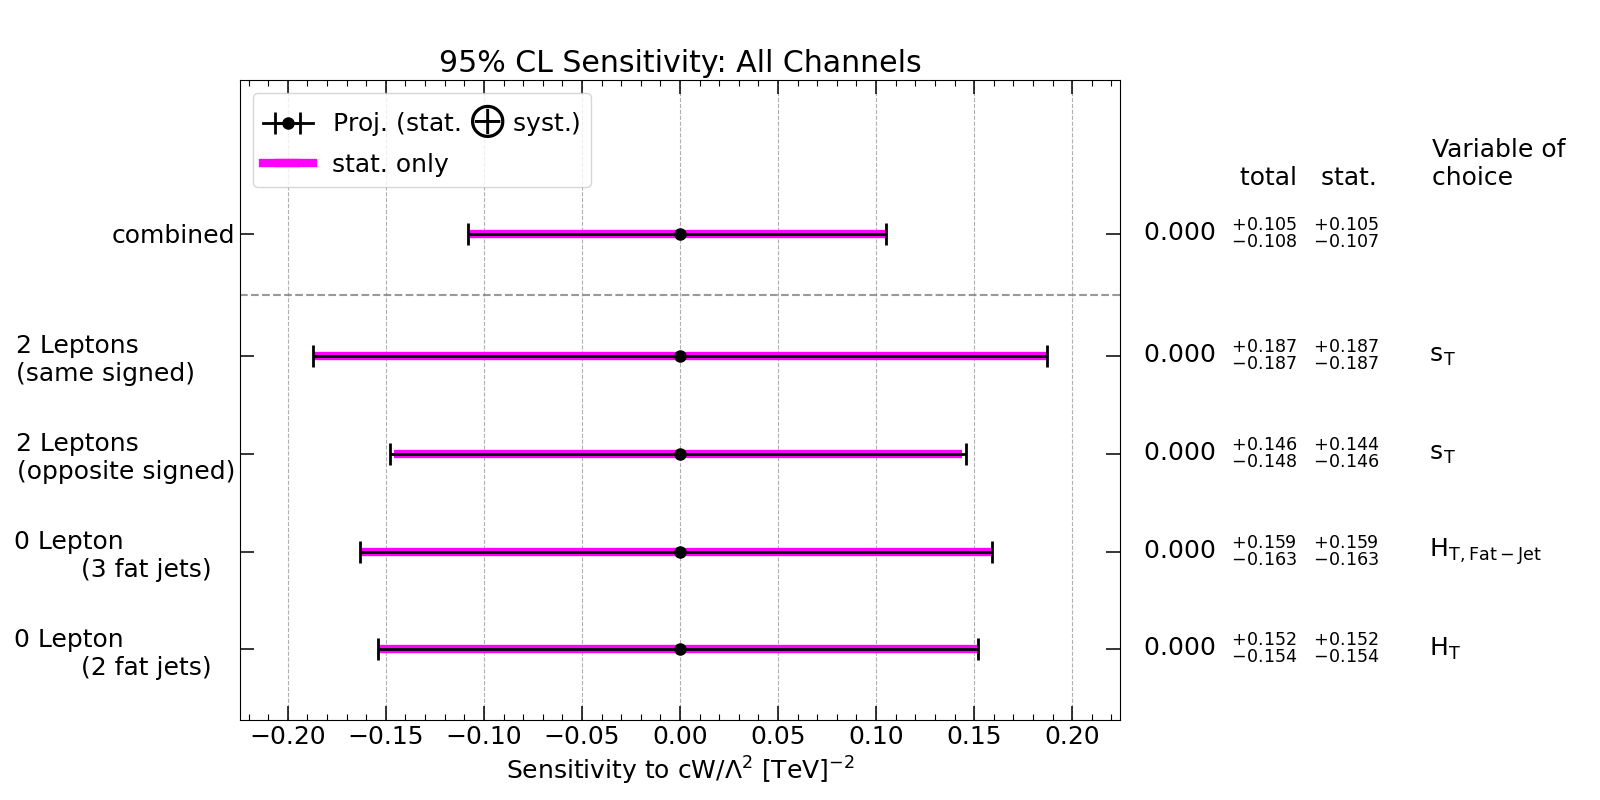 95% CL Sensitivity: All Channels
Proj. (stat. ⊕ syst.)
stat. only
Variable of
total stat. choice
combined 0.000 +0.105 −0.108 +0.105 −0.107
2 Leptons
(same signed) 0.000 +0.187 −0.187 +0.187 −0.187 sT
2 Leptons
(opposite signed) 0.000 +0.146 −0.148 +0.144 −0.146 sT
0 Lepton
(3 fat jets) 0.000 +0.159 −0.163 +0.159 −0.163 HT, Fat−Jet
0 Lepton
(2 fat jets) 0.000 +0.152 −0.154 +0.152 −0.154 HT
−0.20 −0.15 −0.10 −0.05 0.00 0.05 0.10 0.15 0.20
Sensitivity to cW/Λ² [TeV]⁻²